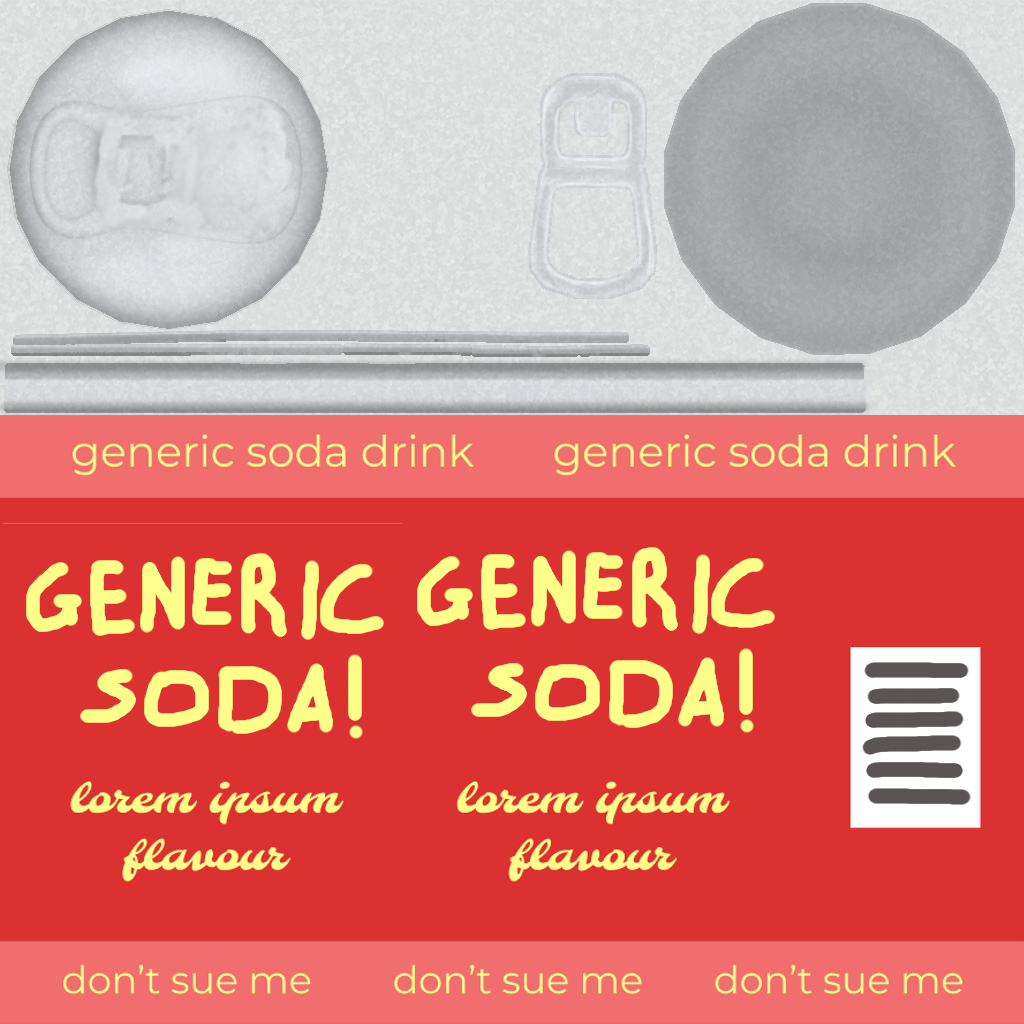 generic soda drink generic soda drink
GENERIC GENERIC
SODA! SODA!
lorem ipsum lorem ipsum
flavour flavour
don't sue me don't sue me don't sue me